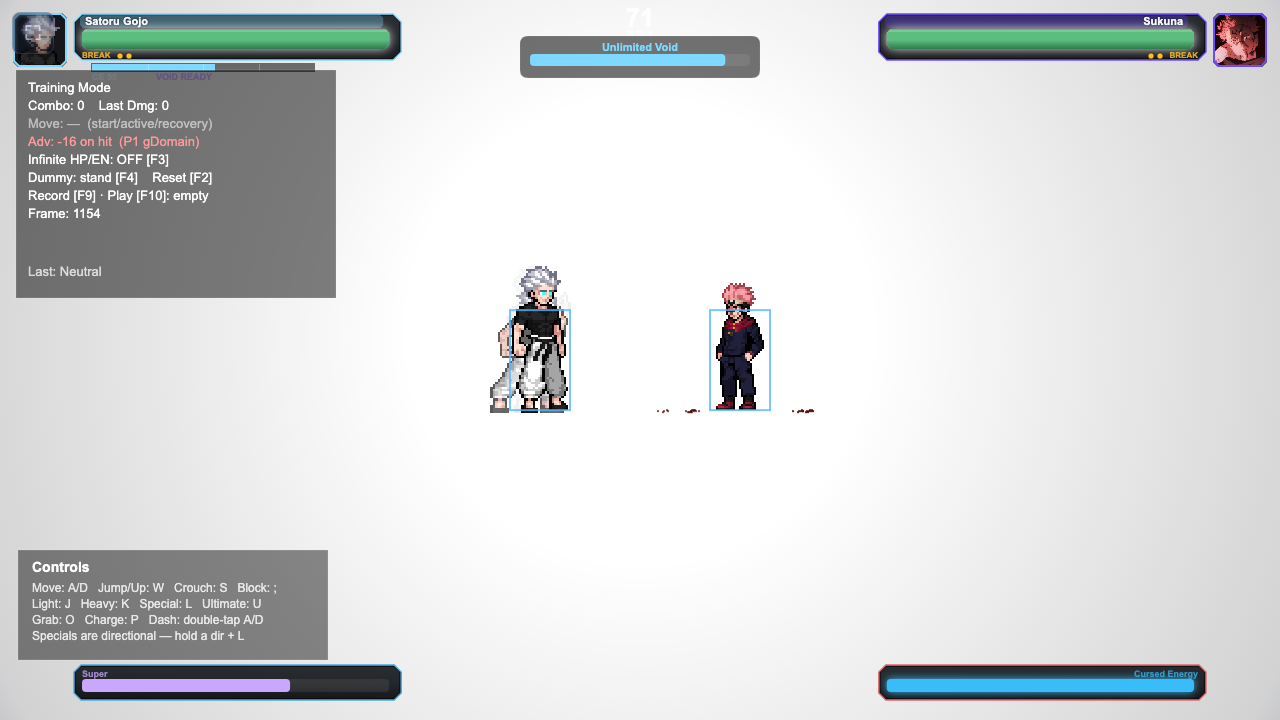 71
Satoru Gojo
Sukuna
Unlimited Void
BREAK
BREAK
VOID READY
Training Mode
Combo: 0 Last Dmg: 0
Move: — (start/active/recovery)
Adv: -16 on hit (P1 gDomain)
Infinite HP/EN: OFF [F3]
Dummy: stand [F4] Reset [F2]
Record [F9] · Play [F10]: empty
Frame: 1154
Last: Neutral
Controls
Move: A/D Jump/Up: W Crouch: S Block: ;
Light: J Heavy: K Special: L Ultimate: U
Grab: O Charge: P Dash: double-tap A/D
Specials are directional — hold a dir + L
Super
Cursed Energy